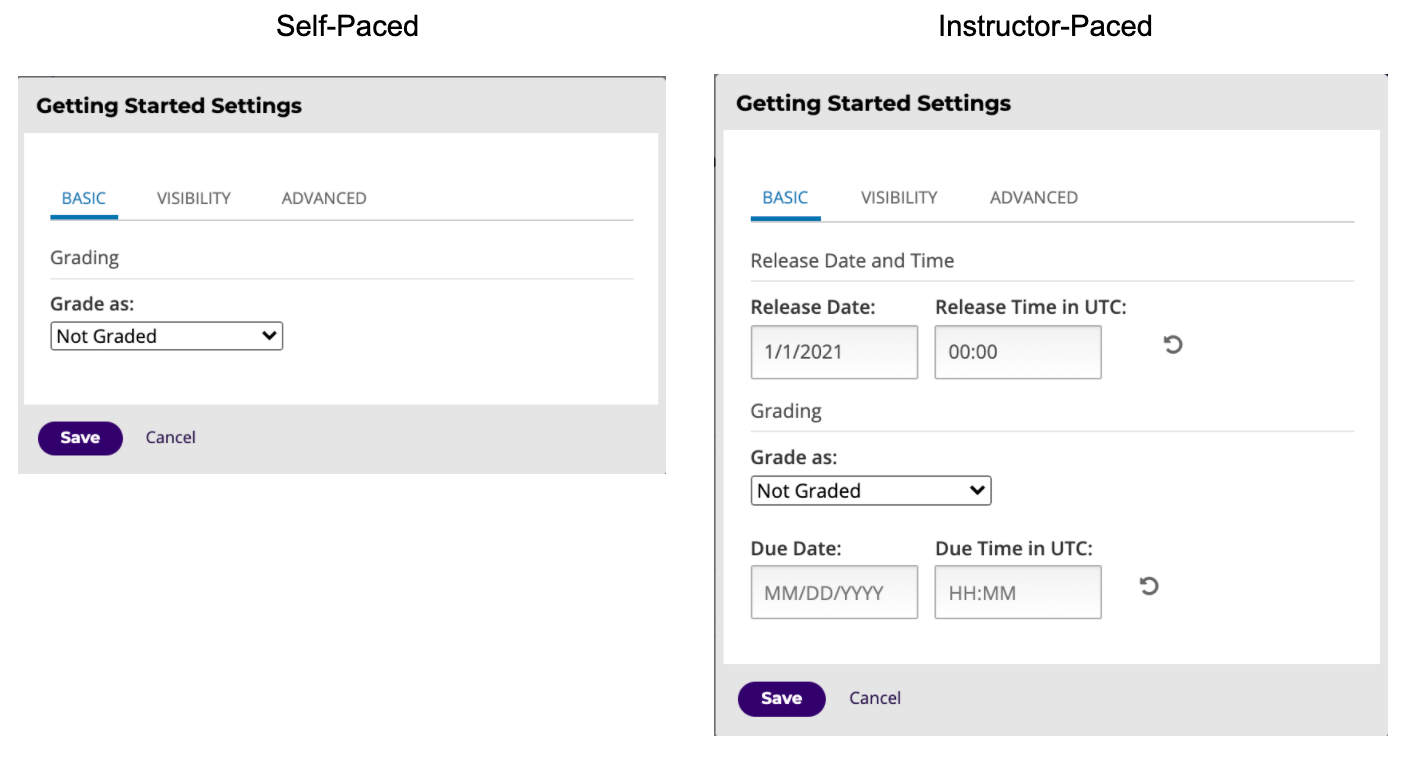 Self-Paced
Getting Started Settings
BASIC VISIBILITY ADVANCED
Grading
Grade as:
Not Graded
Save Cancel
Instructor-Paced
Getting Started Settings
BASIC VISIBILITY ADVANCED
Release Date and Time
Release Date: Release Time in UTC:
1/1/2021 00:00
Grading
Grade as:
Not Graded
Due Date: Due Time in UTC:
MM/DD/YYYY HH:MM
Save Cancel